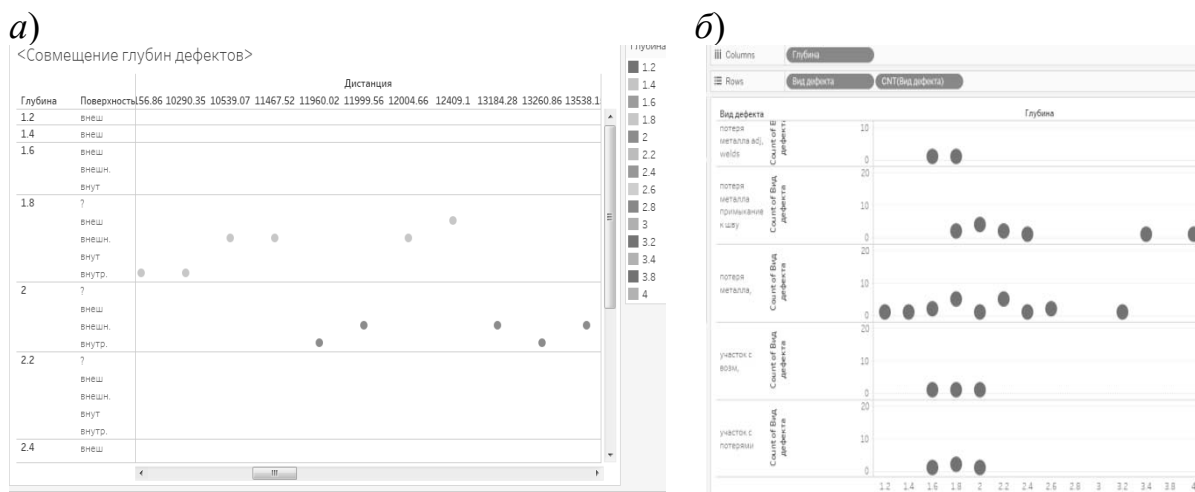 а)
<Совмещение глубин дефектов>
Дистанция
Глубина Поверхность 156.86 10290.35 10539.07 11467.52 11960.02 11999.56 12004.66 12409.1 13184.28 13260.86 13538.1
1.2 внеш
1.4 внеш
1.6 внеш
внешн.
внут
1.8 ?
внеш
внешн.
внут
внутр.
2 ?
внеш
внешн.
внутр.
2.2 ?
внеш
внешн.
внут
внутр.
2.4 внеш
Глубина
1.2
1.4
1.6
1.8
2
2.2
2.4
2.6
2.8
3
3.2
3.4
3.8
4
б)
Columns Глубина
Rows Вид дефекта CNT(Вид дефекта)
Вид дефекта Глубина
потеря
металла adj,
welds
Count of В
дефекта
10
0
потеря
металла
примыкание
к шву
Count of Вид
дефекта
20
10
0
потеря
металла,
Count of Вид
дефекта
20
10
0
участок с
возм,
Count of Вид
дефекта
20
10
0
участок с
потерями
Count of Вид
дефекта
20
10
0
1.2 1.4 1.6 1.8 2 2.2 2.4 2.6 2.8 3 3.2 3.4 3.8 4